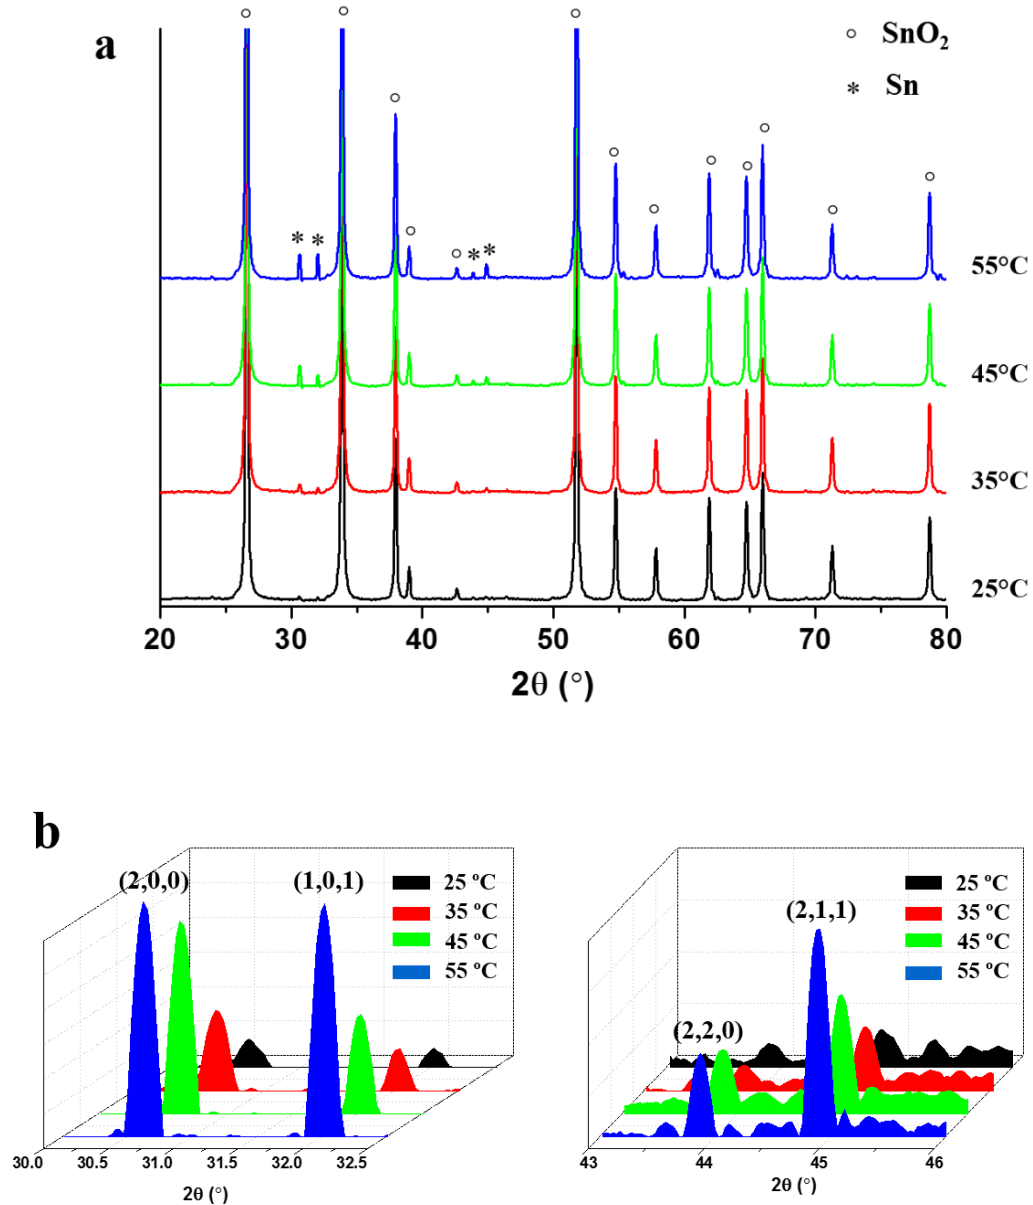 a
○ SnO₂
* Sn
55°C
45°C
35°C
25°C
20 30 40 50 60 70 80
2θ (°)
b
(2,0,0)
(1,0,1)
25 ºC
35 ºC
45 ºC
55 ºC
30.0 30.5 31.0 31.5 32.0 32.5
2θ (°)
(2,1,1)
(2,2,0)
25 ºC
35 ºC
45 ºC
55 ºC
43 44 45 46
2θ (°)